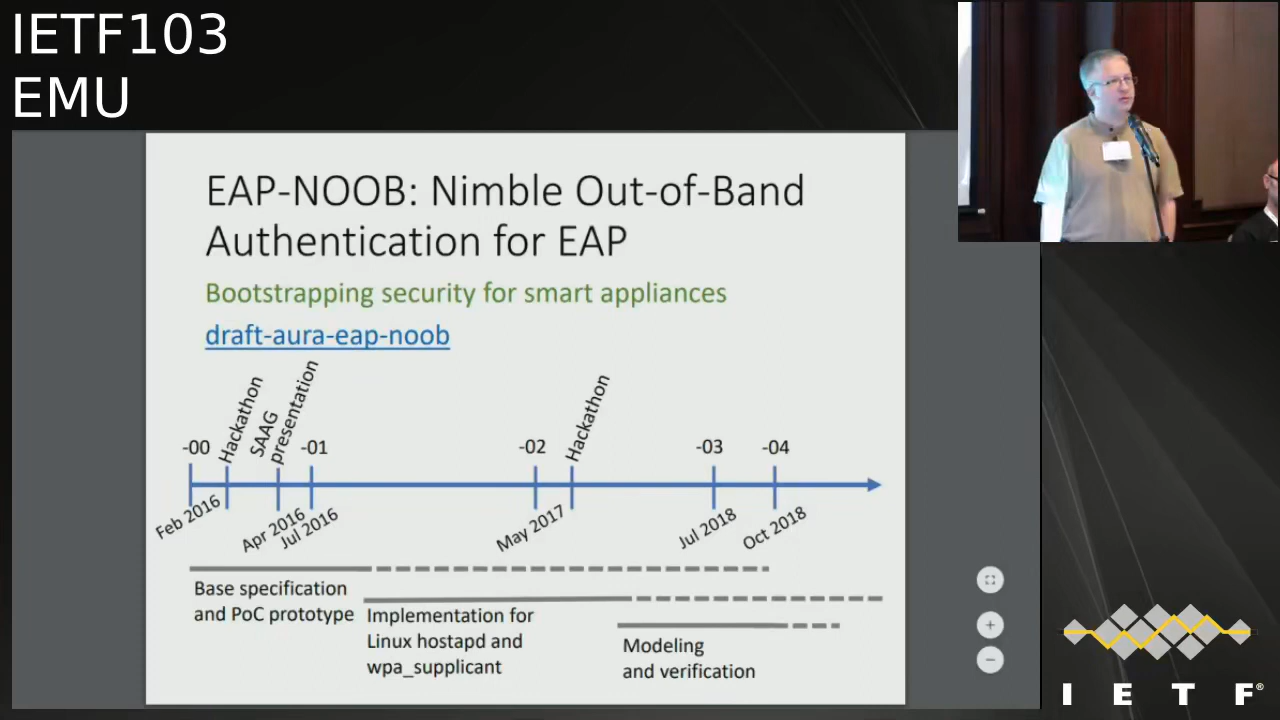 IETF103
EMU
EAP-NOOB: Nimble Out-of-Band
Authentication for EAP
Bootstrapping security for smart appliances
draft-aura-eap-noob
-00
Hackathon
SAAG
presentation
-01
-02
Hackathon
-03
-04
Feb 2016
Apr 2016
Jul 2016
May 2017
Jul 2018
Oct 2018
Base specification
and PoC prototype
Implementation for
Linux hostapd and
wpa_supplicant
Modeling
and verification
I E T F®